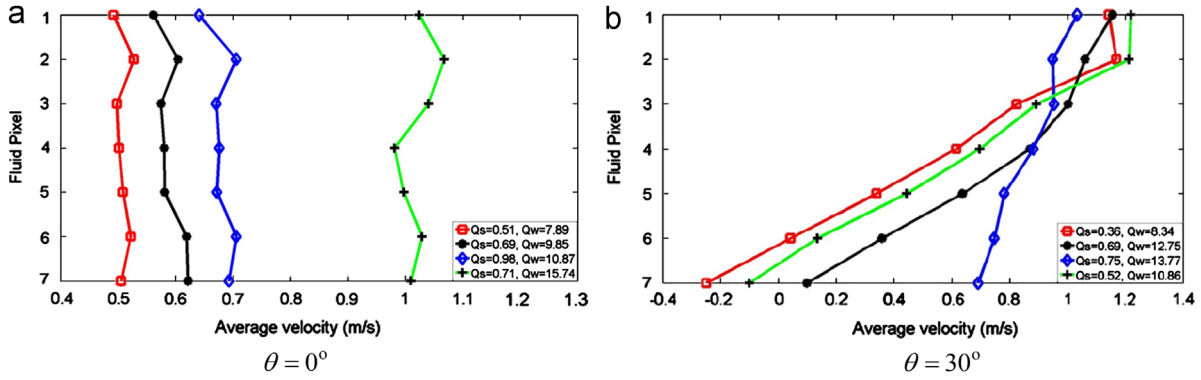 a
1
2
3
4
5
6
7
Fluid Pixel
Qs=0.51, Qw=7.89
Qs=0.69, Qw=9.85
Qs=0.98, Qw=10.87
Qs=0.71, Qw=15.74
0.4 0.5 0.6 0.7 0.8 0.9 1 1.1 1.2 1.3
Average velocity (m/s)
θ = 0°
b
1
2
3
4
5
6
7
Fluid Pixel
Qs=0.36, Qw=8.34
Qs=0.69, Qw=12.75
Qs=0.75, Qw=13.77
Qs=0.52, Qw=10.86
-0.4 -0.2 0 0.2 0.4 0.6 0.8 1 1.2 1.4
Average velocity (m/s)
θ = 30°